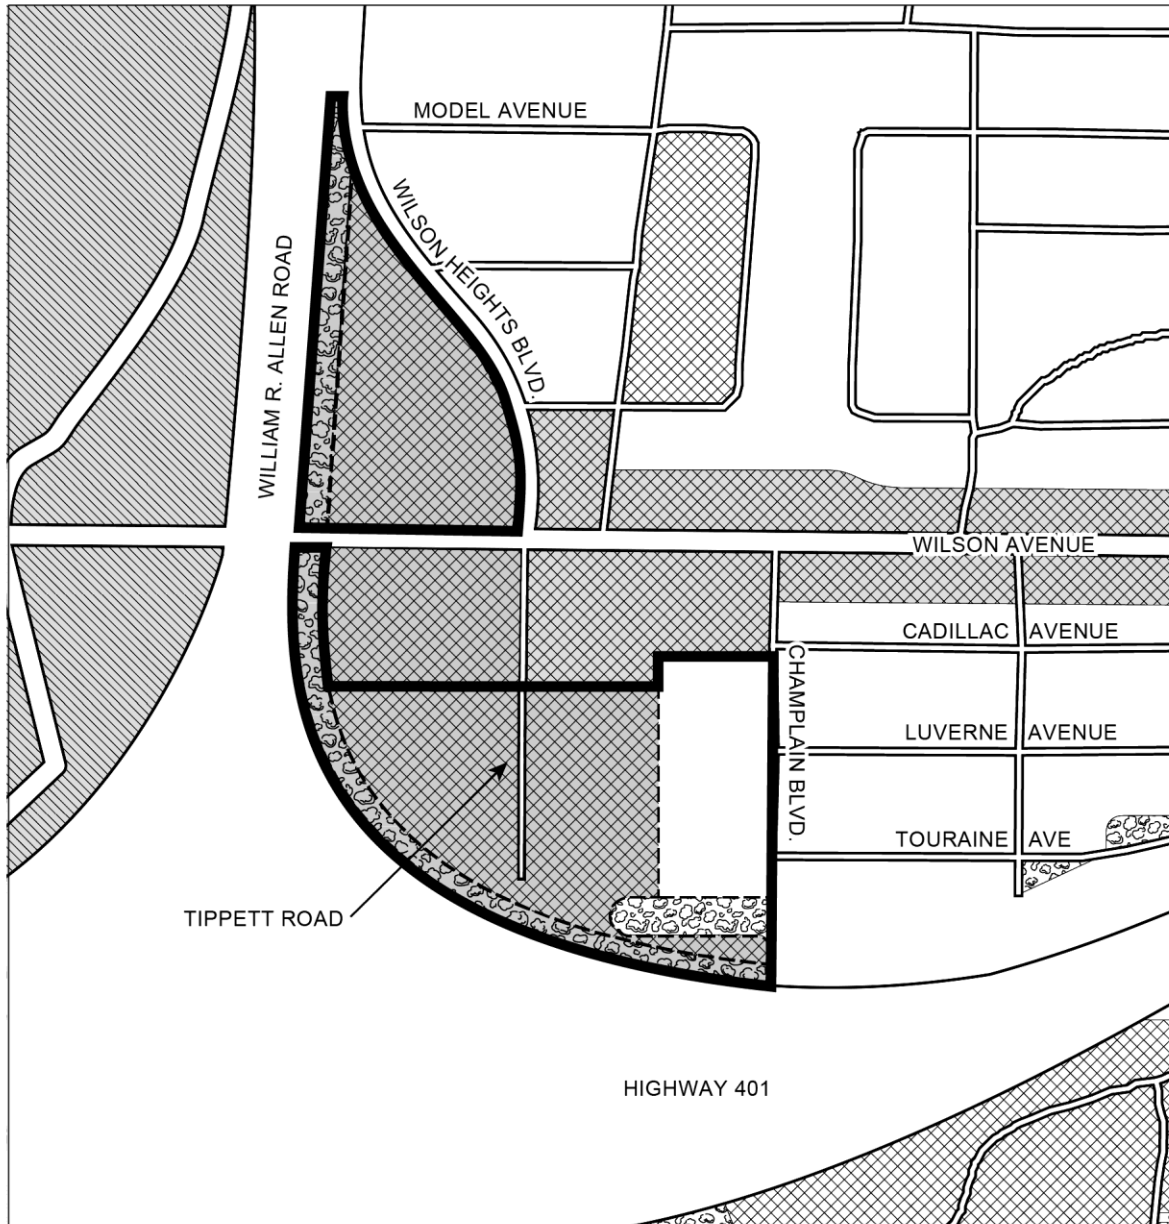 MODEL AVENUE
WILSON HEIGHTS BLVD.
WILLIAM R. ALLEN ROAD
WILSON AVENUE
CADILLAC AVENUE
CHAMPLAIN BLVD.
LUVERNE AVENUE
TOURAINE AVE
TIPPETT ROAD
HIGHWAY 401